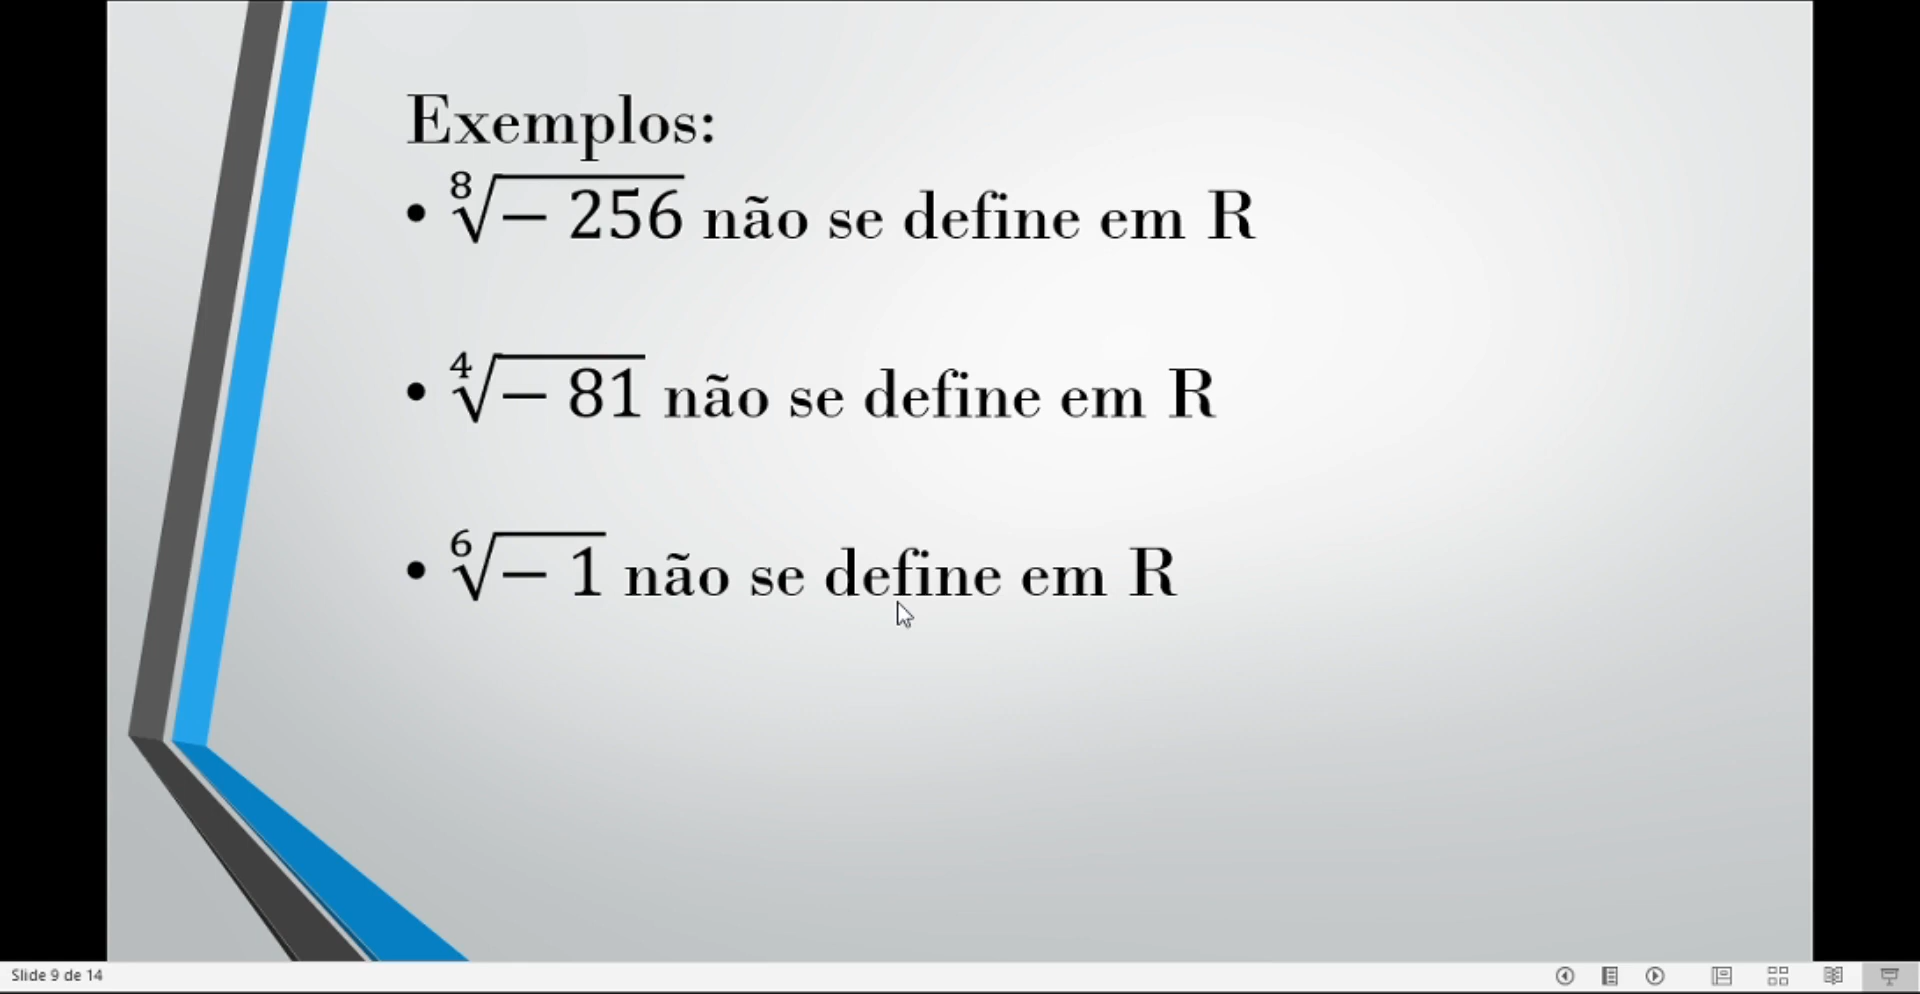 Exemplos:
• ⁸√− 256 não se define em R
• ⁴√− 81 não se define em R
• ⁶√− 1 não se define em R
Slide 9 de 14